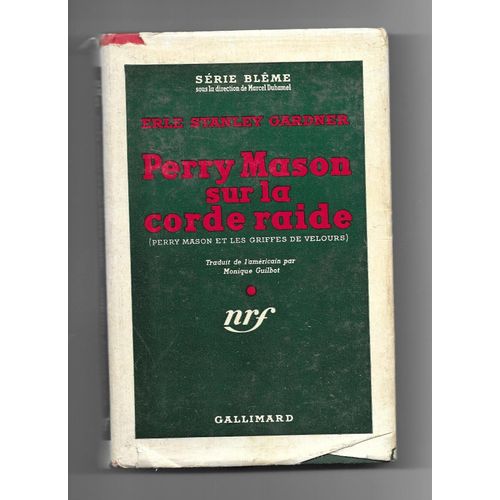 SÉRIE BLÊME
sous la direction de Marcel Duhamel
ERLE STANLEY GARDNER
Perry Mason
sur la
corde raide
(PERRY MASON ET LES GRIFFES DE VELOURS)
Traduit de l'américain par
Monique Guilbot
nrf
GALLIMARD